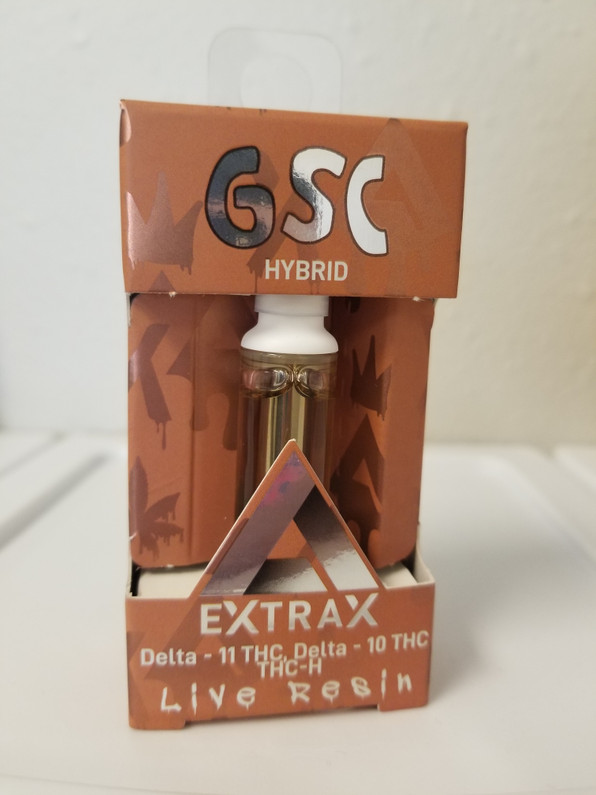 GSC
HYBRID
EXTRAX
Delta - 11 THC, Delta - 10 THC
THC-H
Live Resin